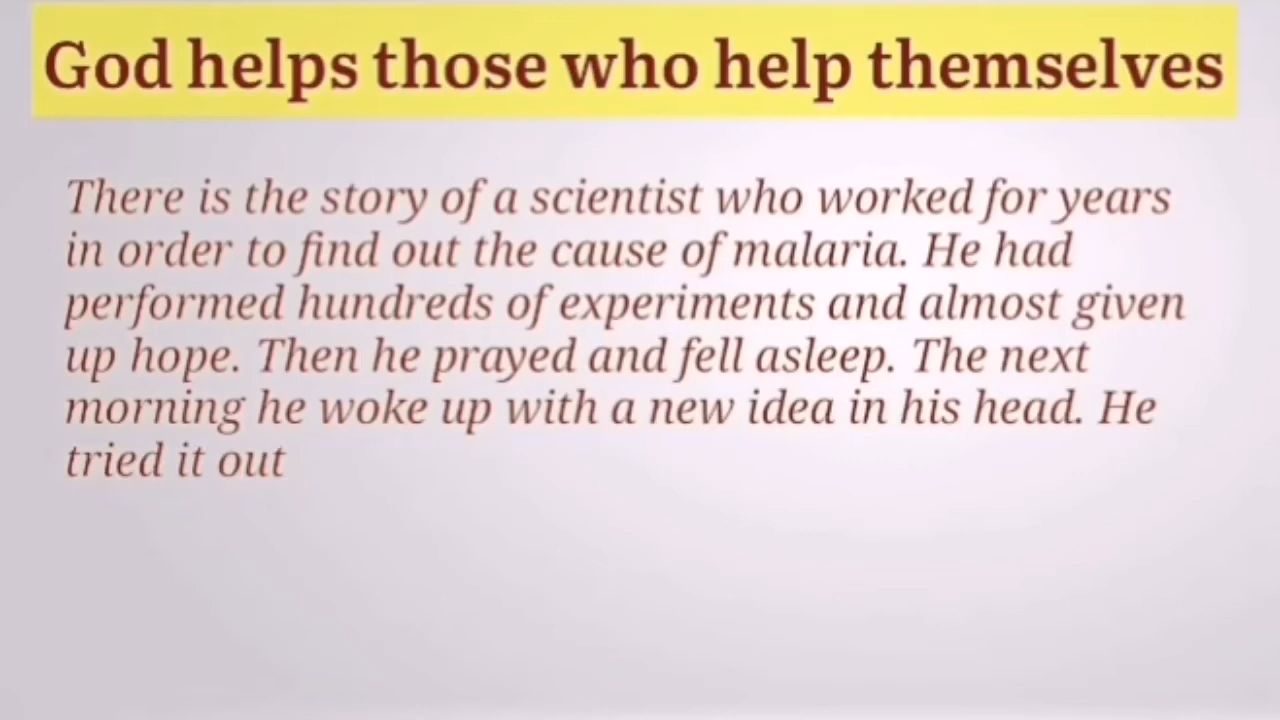 God helps those who help themselves
There is the story of a scientist who worked for years
in order to find out the cause of malaria. He had
performed hundreds of experiments and almost given
up hope. Then he prayed and fell asleep. The next
morning he woke up with a new idea in his head. He
tried it out